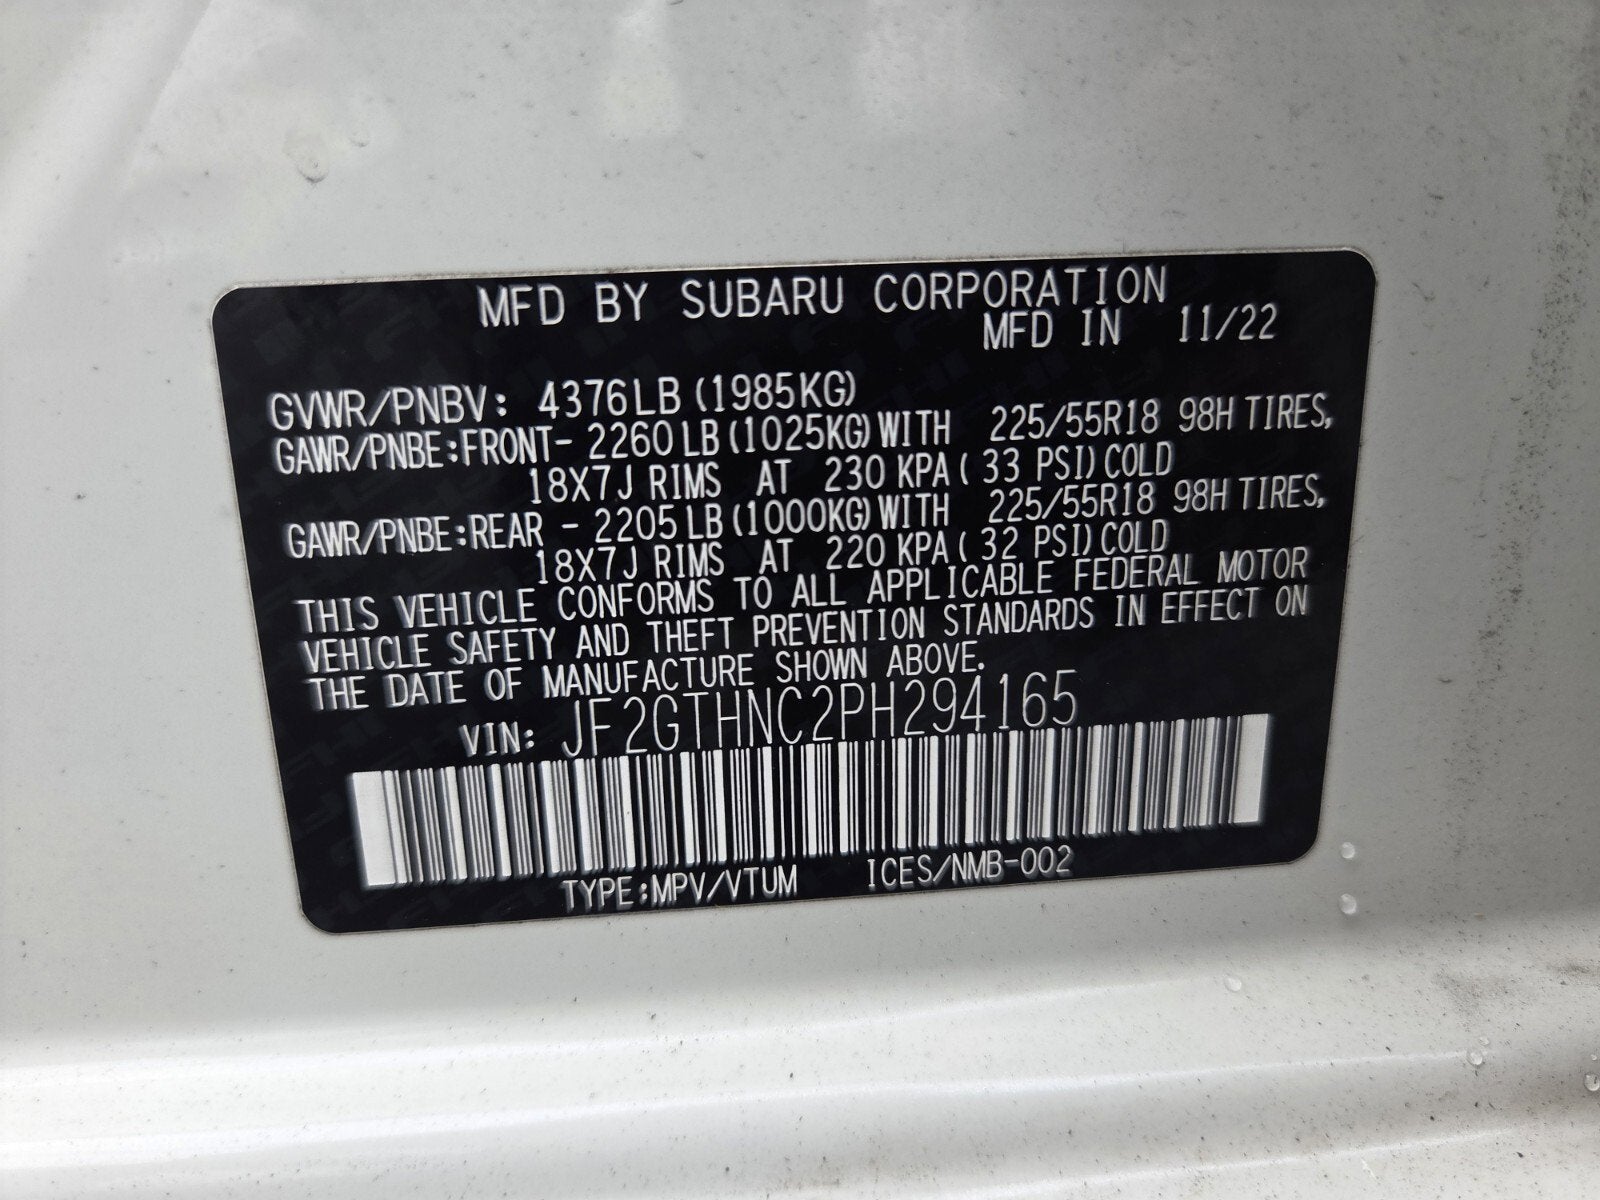 MFD BY SUBARU CORPORATION
MFD IN 11/22
GVWR/PNBV: 4376LB (1985KG)
GAWR/PNBE:FRONT- 2260LB (1025KG)WITH 225/55R18 98H TIRES,
18X7J RIMS AT 230 KPA( 33 PSI)COLD
GAWR/PNBE:REAR - 2205LB (1000KG)WITH 225/55R18 98H TIRES,
18X7J RIMS AT 220 KPA( 32 PSI)COLD
THIS VEHICLE CONFORMS TO ALL APPLICABLE FEDERAL MOTOR
VEHICLE SAFETY AND THEFT PREVENTION STANDARDS IN EFFECT ON
THE DATE OF MANUFACTURE SHOWN ABOVE.
VIN: JF2GTHNC2PH294165
TYPE:MPV/VTUM ICES/NMB-002